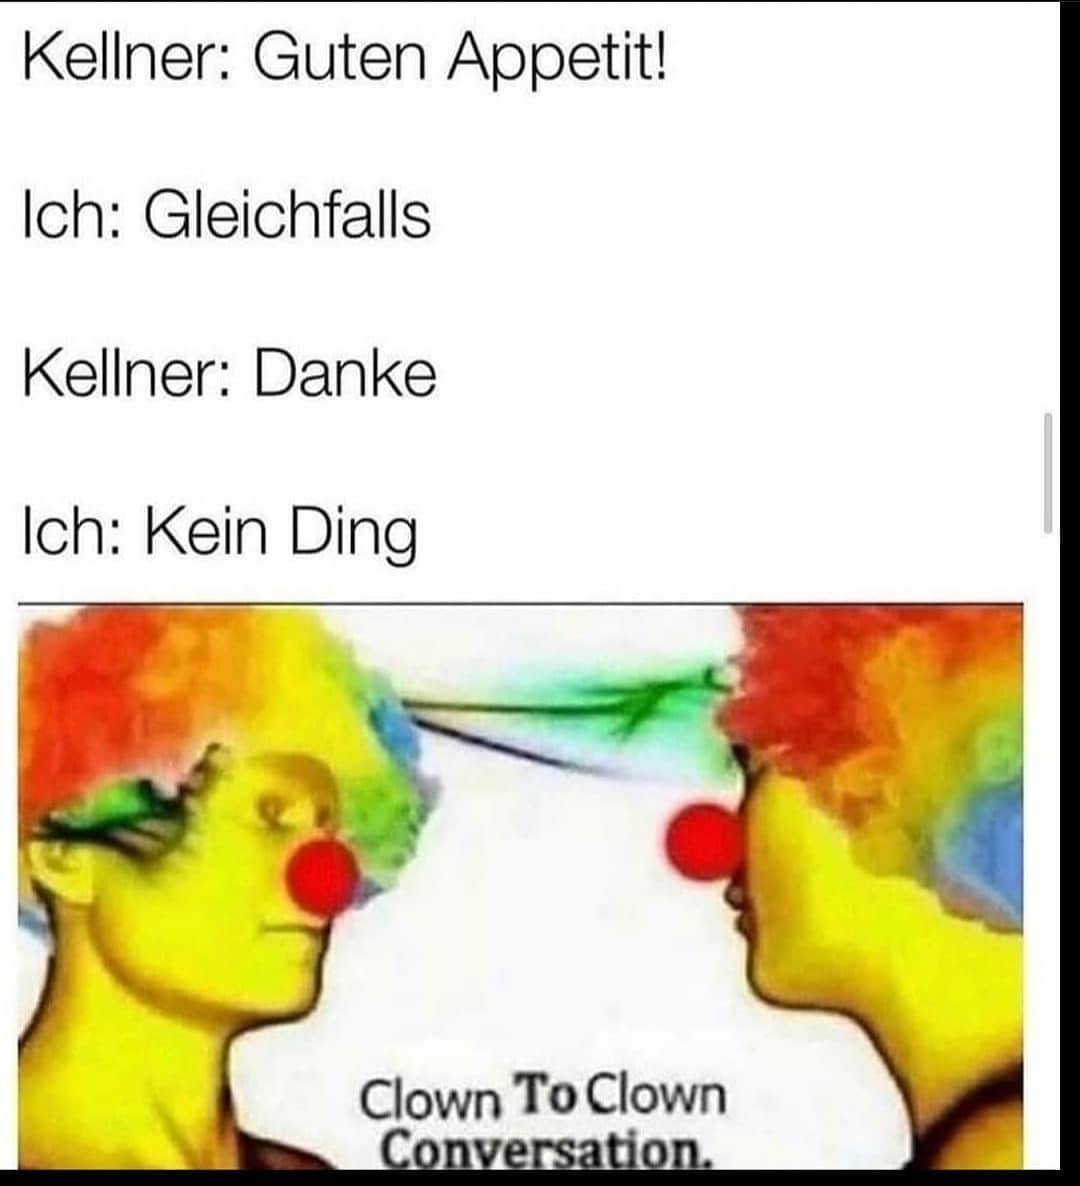 Kellner: Guten Appetit!
Ich: Gleichfalls
Kellner: Danke
Ich: Kein Ding
Clown To Clown
Conversation.